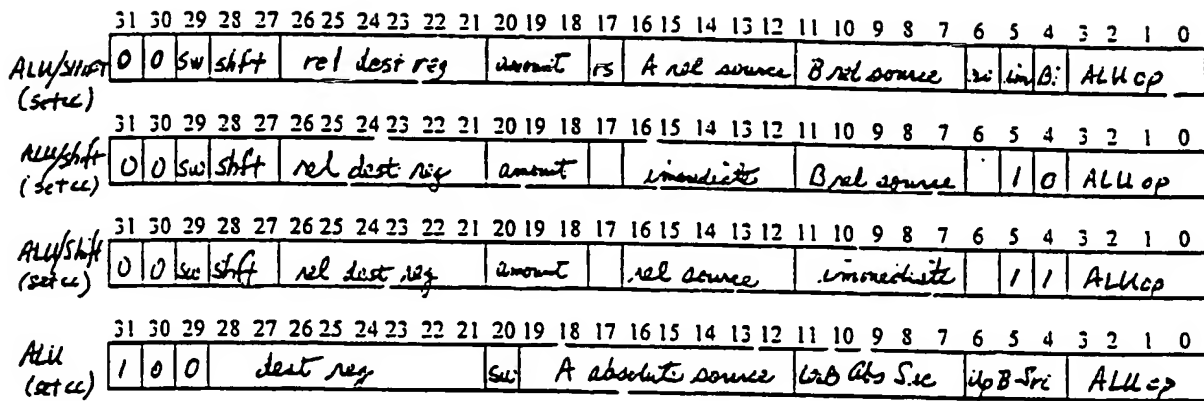 31 30 29 28 27 26 25 24 23 22 21 20 19 18 17 16 15 14 13 12 11 10 9 8 7 6 5 4 3 2 1 0
ALU/Shift 0 0 sw shft rel dest reg amount rs A rel source B rel source im Bi ALU op
(setcc)
31 30 29 28 27 26 25 24 23 22 21 20 19 18 17 16 15 14 13 12 11 10 9 8 7 6 5 4 3 2 1 0
ALU/shft 0 0 sw shft rel dest reg amount immediate B rel source 1 0 ALU op
(setcc)
31 30 29 28 27 26 25 24 23 22 21 20 19 18 17 16 15 14 13 12 11 10 9 8 7 6 5 4 3 2 1 0
ALU/Shift 0 0 sw shft rel dest reg amount rel source immediate 1 1 ALU op
(setcc)
31 30 29 28 27 26 25 24 23 22 21 20 19 18 17 16 15 14 13 12 11 10 9 8 7 6 5 4 3 2 1 0
ALU 1 0 0 dest reg sw A absolute source Abs Src ALU op
(setcc)